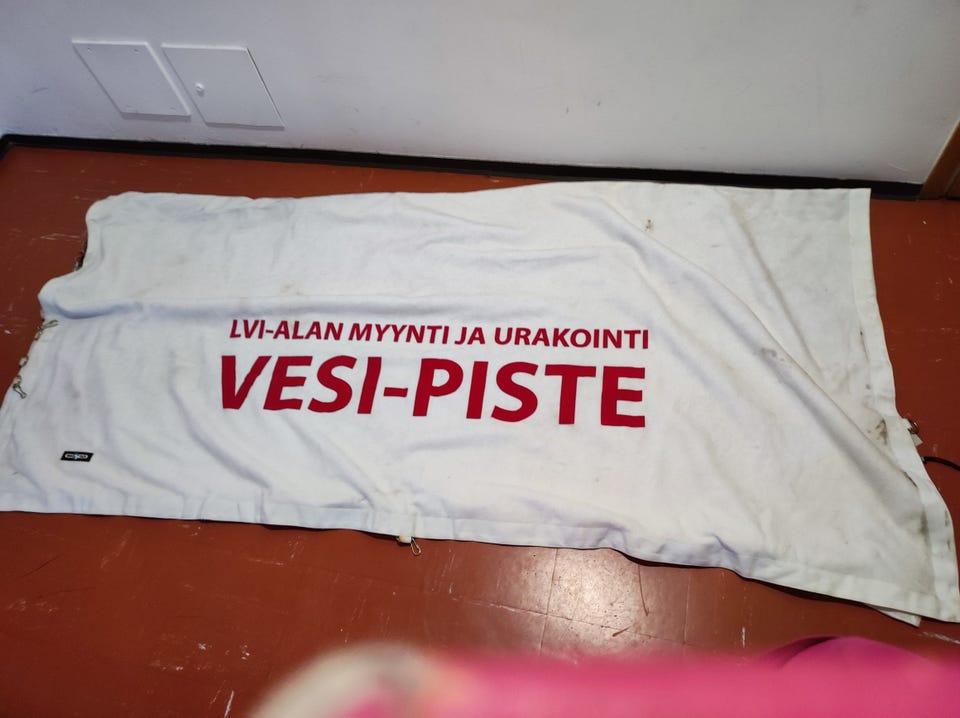 LVI-ALAN MYYNTI JA URAKOINTI
VESI-PISTE